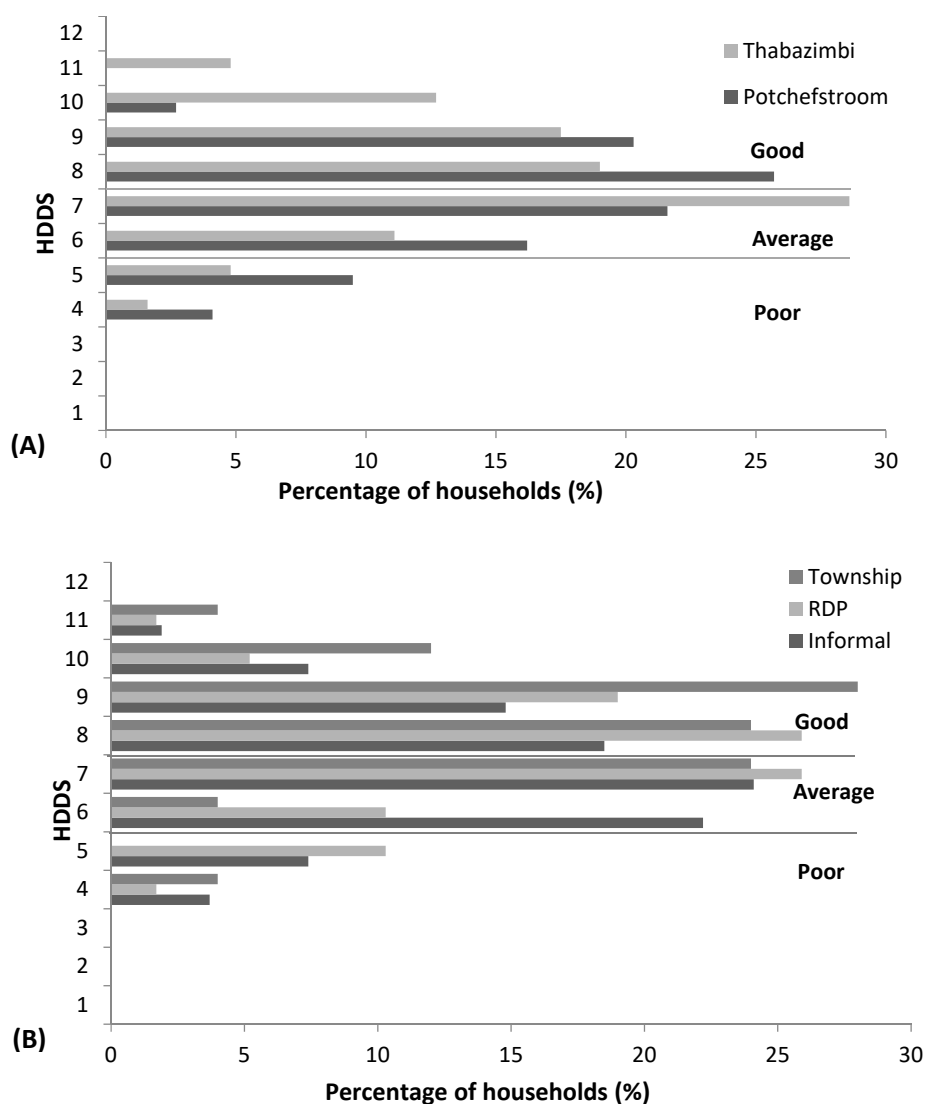 12
11
10
9
8
7
6
5
4
3
2
1
HDDS
Thabazimbi
Potchefstroom
Good
Average
Poor
(A)
0 5 10 15 20 25 30
Percentage of households (%)
12
11
10
9
8
7
6
5
4
3
2
1
HDDS
Township
RDP
Informal
Good
Average
Poor
(B)
0 5 10 15 20 25 30
Percentage of households (%)